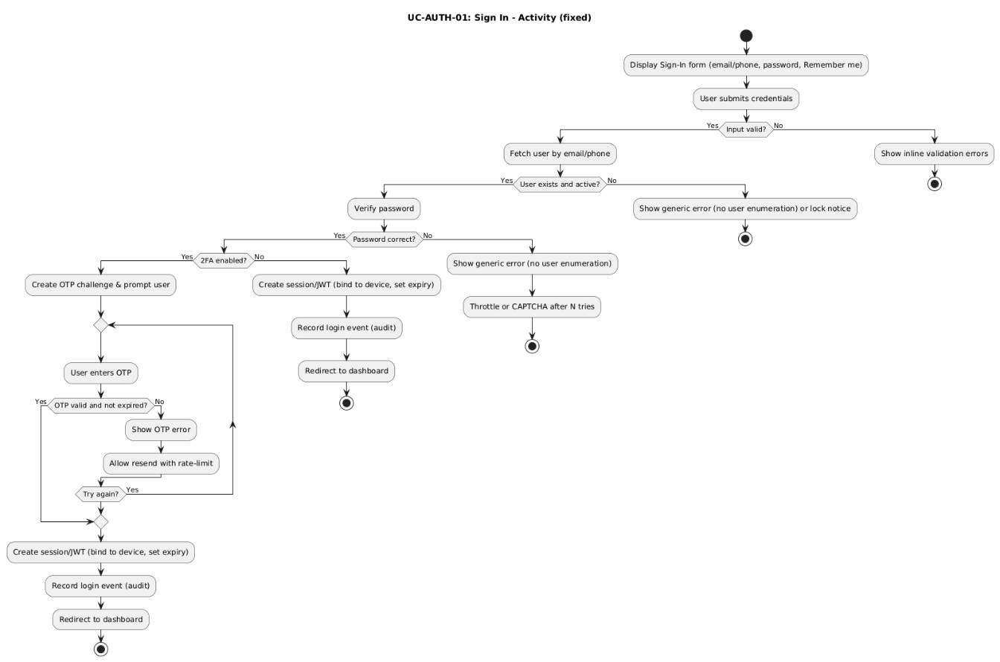 UC-AUTH-01: Sign In - Activity (fixed)
Display Sign-In form (email/phone, password, Remember me)
User submits credentials
Yes
Input valid?
No
Fetch user by email/phone
Show inline validation errors
Yes
User exists and active?
No
Verify password
Show generic error (no user enumeration) or lock notice
Yes
Password correct?
No
Yes
2FA enabled?
No
Show generic error (no user enumeration)
Create OTP challenge & prompt user
Create session/JWT (bind to device, set expiry)
Throttle or CAPTCHA after N tries
Record login event (audit)
User enters OTP
Redirect to dashboard
Yes
OTP valid and not expired?
No
Show OTP error
Allow resend with rate-limit
Try again?
Yes
Create session/JWT (bind to device, set expiry)
Record login event (audit)
Redirect to dashboard